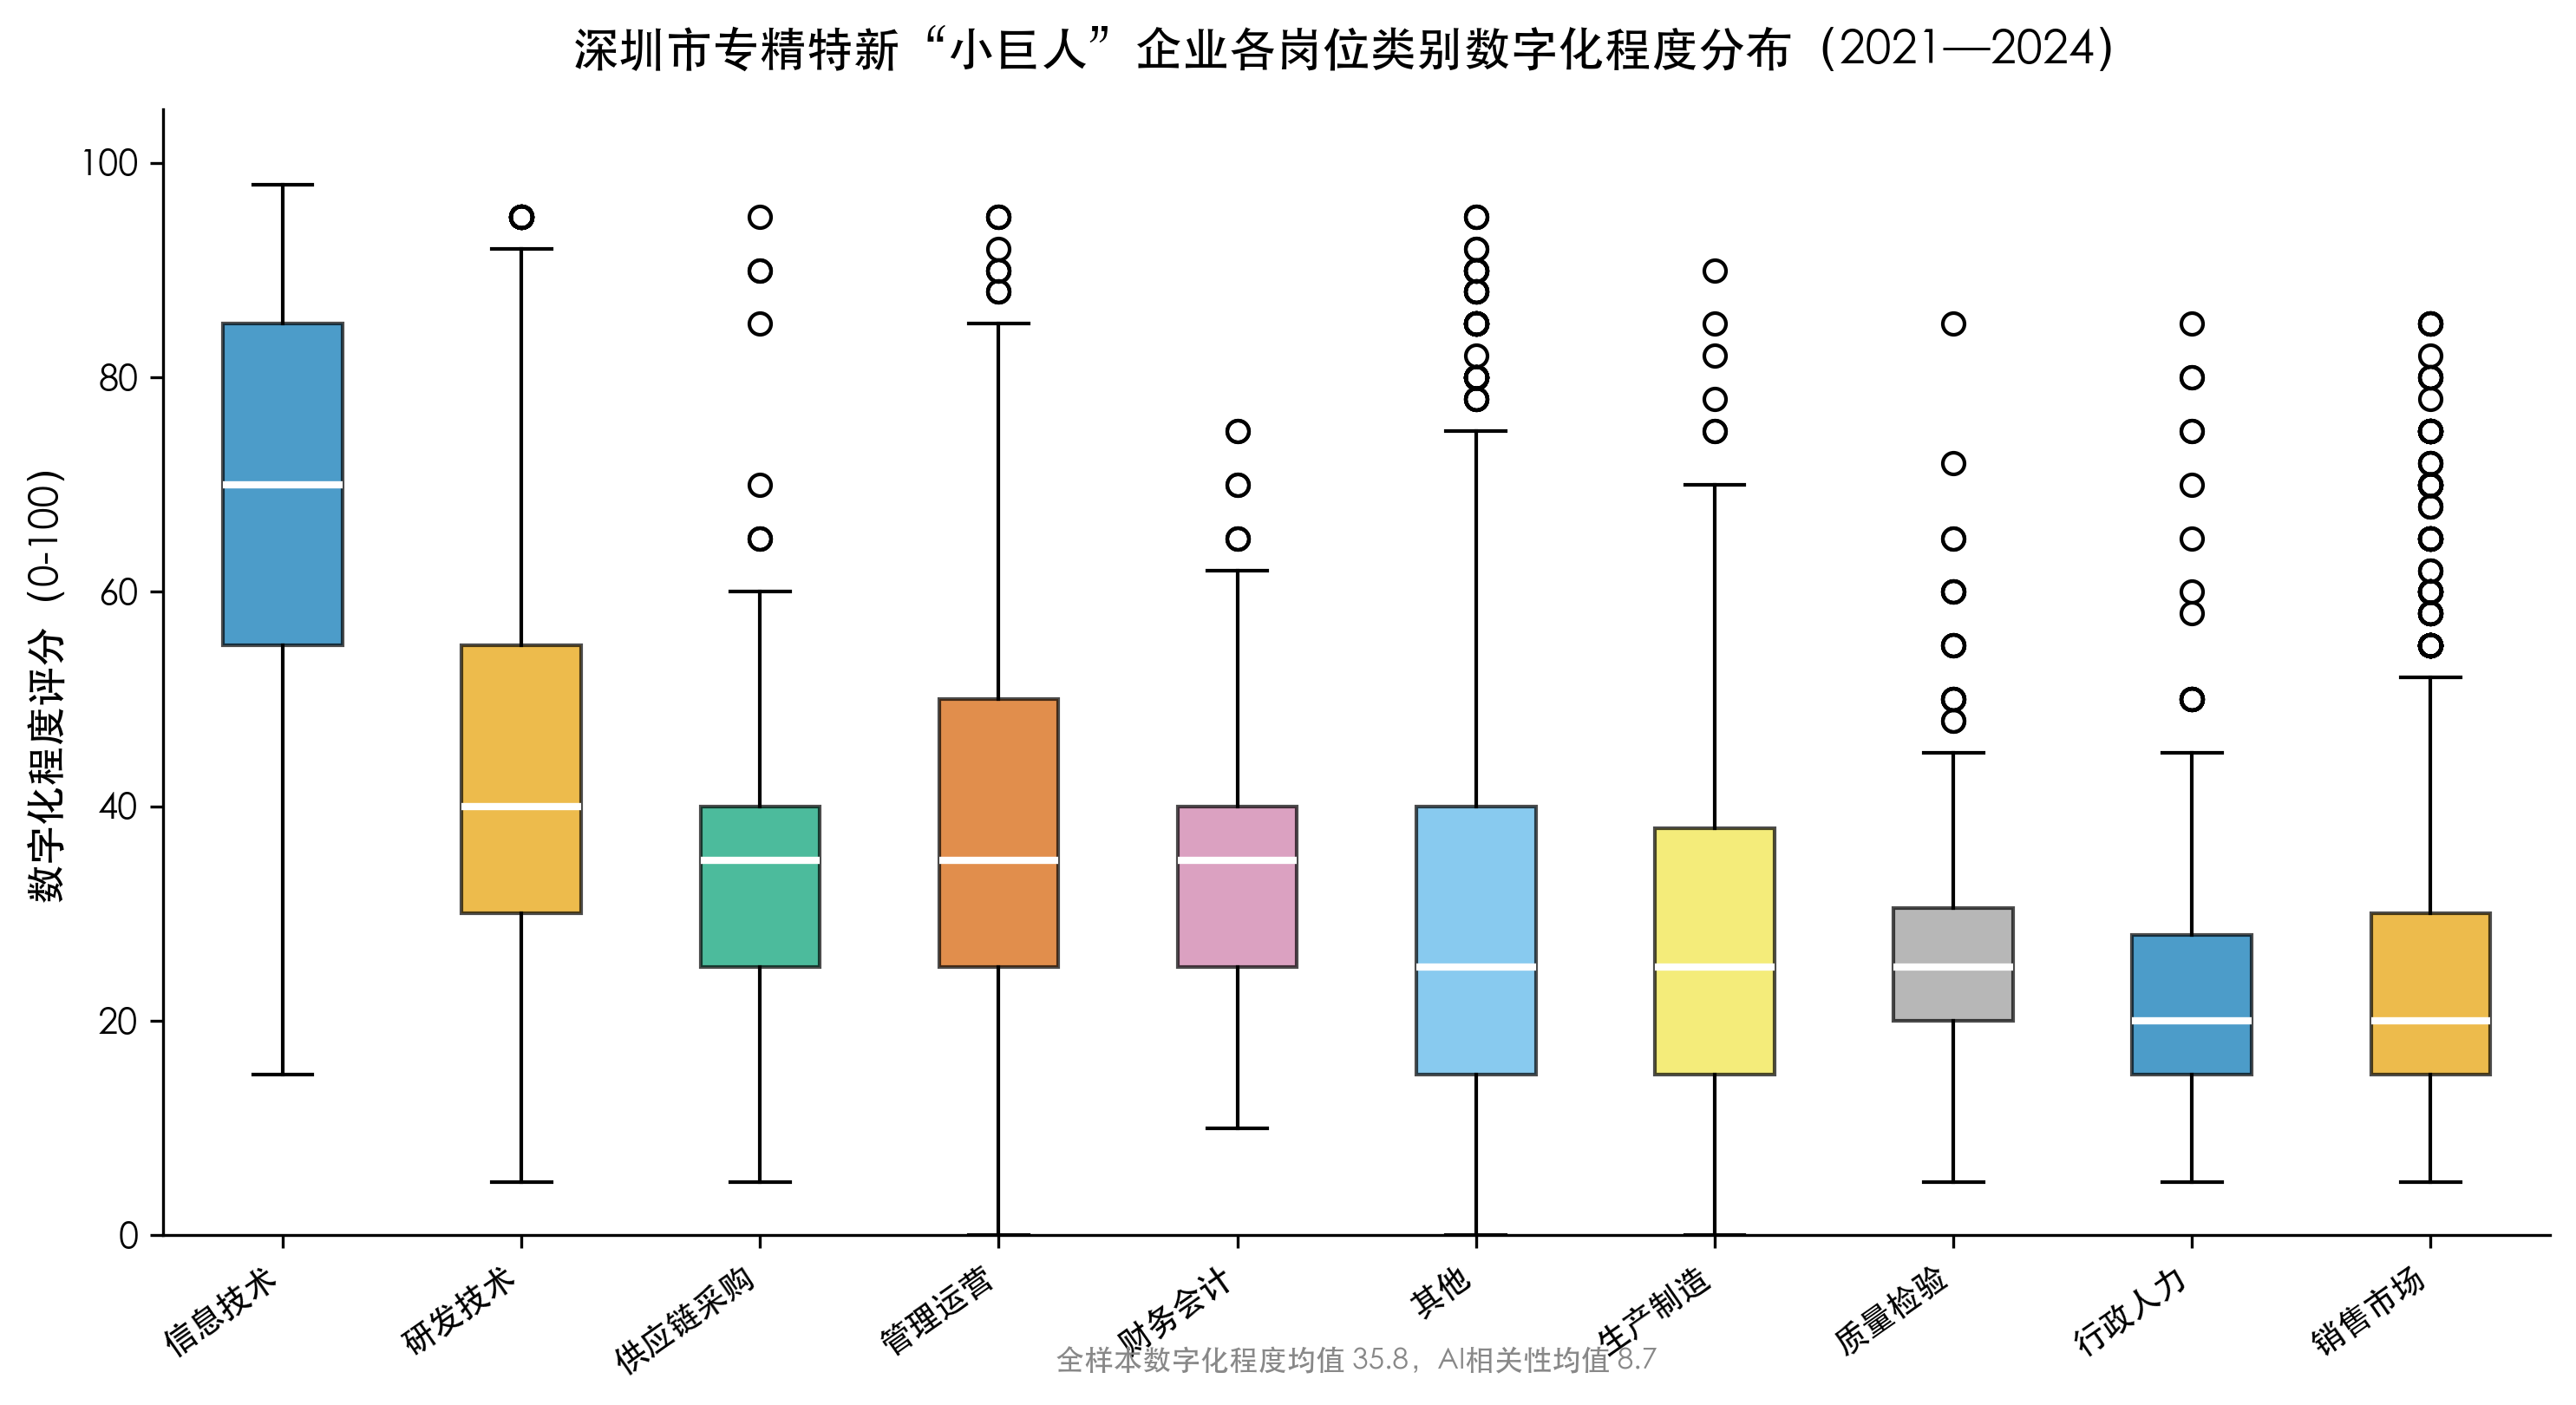 深圳市专精特新“小巨人”企业各岗位类别数字化程度分布（2021—2024）
数字化程度评分（0-100）
100
80
60
40
20
0
信息技术
研发技术
供应链采购
管理运营
财务会计
其他
生产制造
质量检验
行政人力
销售市场
全样本数字化程度均值 35.8，AI相关性均值 8.7